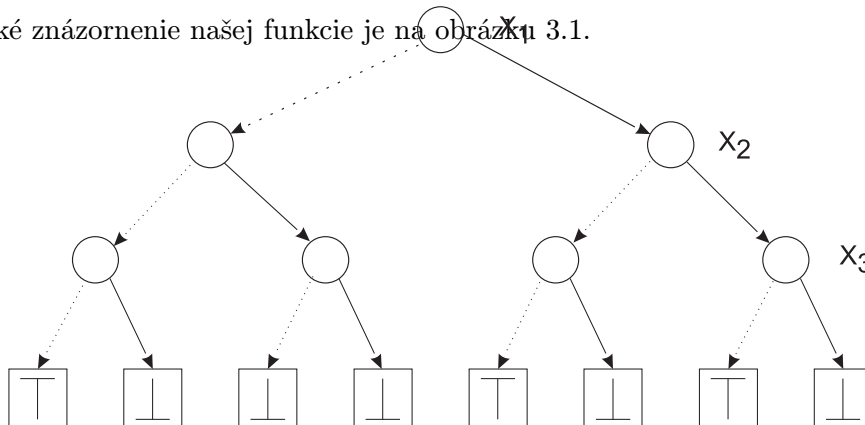 ké znázornenie našej funkcie je na obrázku 3.1.
x1
x2
x3
⊤ ⊥ ⊥ ⊥ ⊤ ⊥ ⊤ ⊥